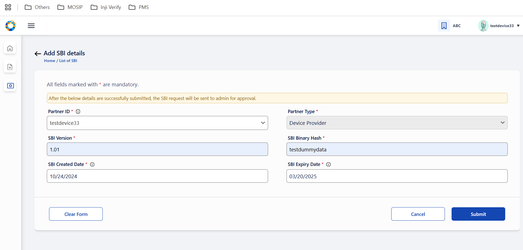 Others MOSIP Inji Verify PMS
ABC testdevice33
Add SBI details
Home / List of SBI
All fields marked with * are mandatory.
After the below details are successfully submitted, the SBI request will be sent to admin for approval.
Partner ID * Partner Type *
testdevice33 Device Provider
SBI Version * SBI Binary Hash *
1.01 testdummydata
SBI Created Date * SBI Expiry Date *
10/24/2024 03/20/2025
Clear Form Cancel Submit